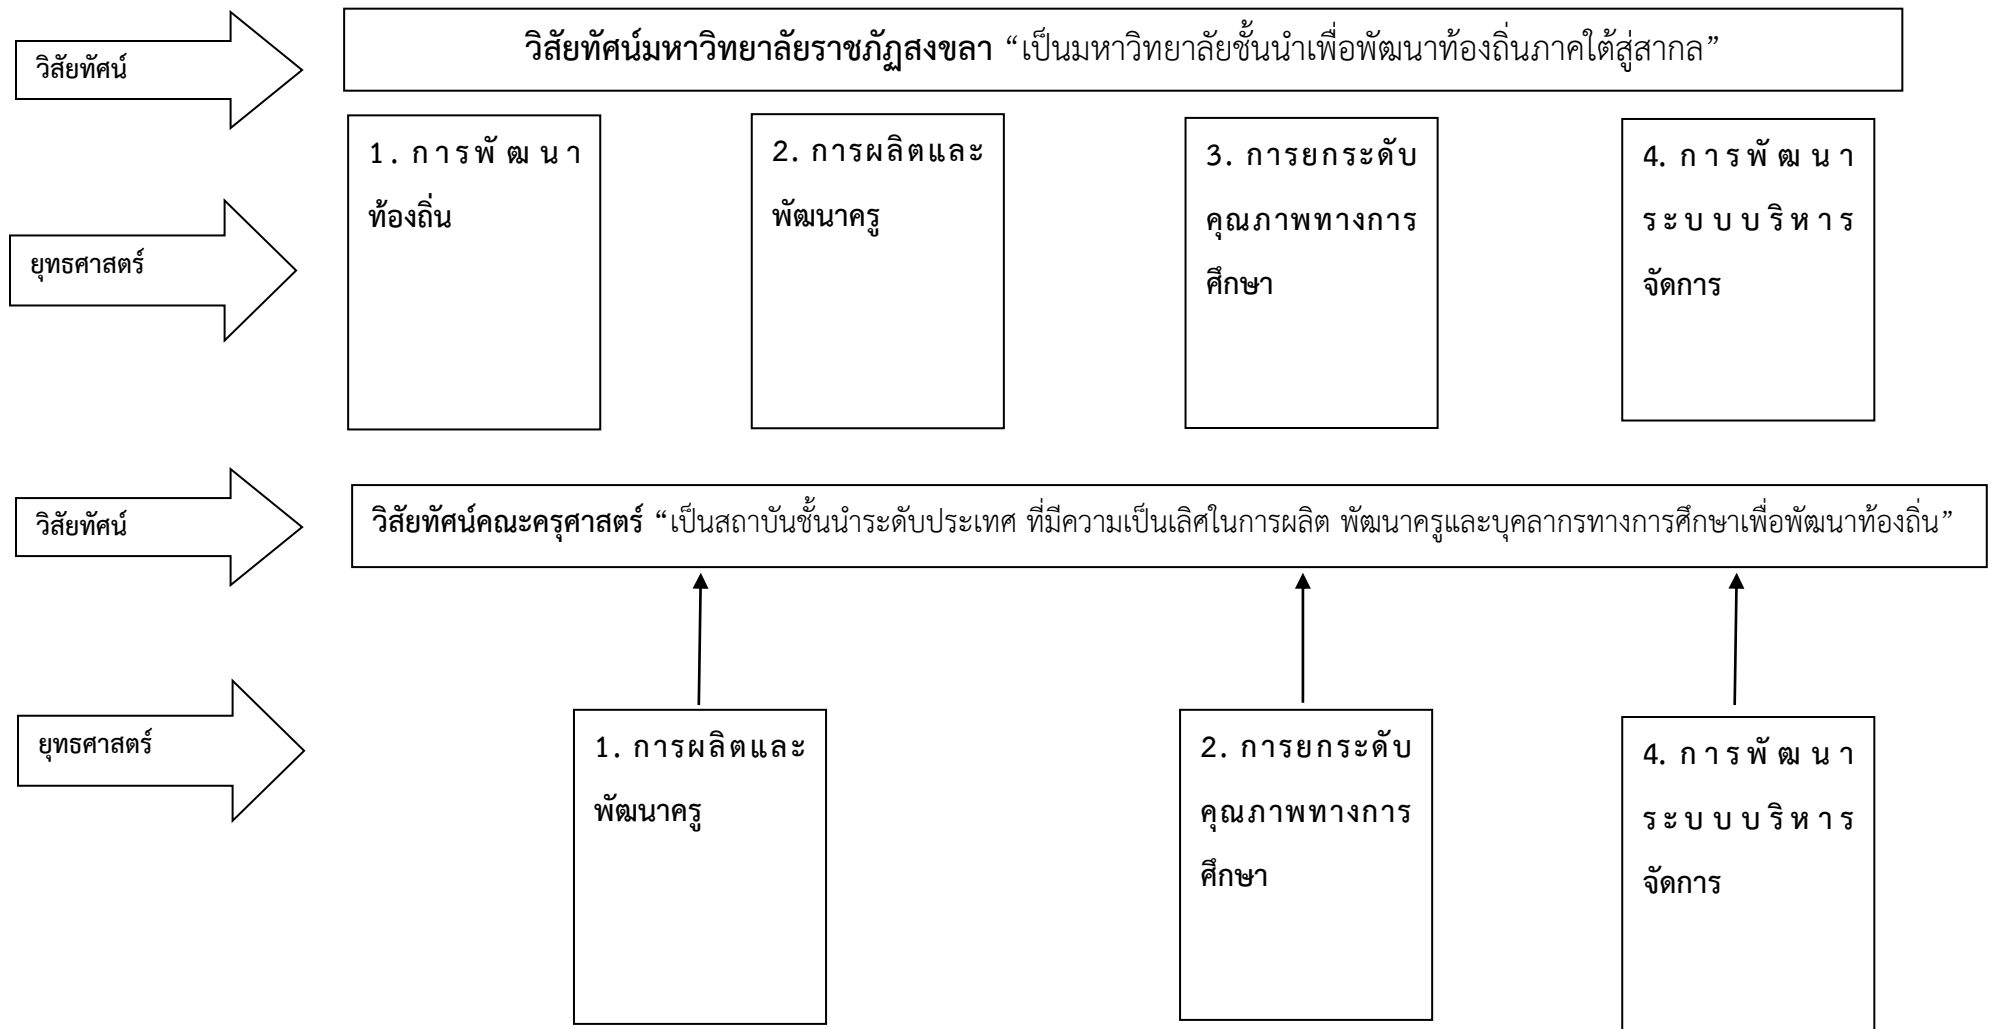 วิสัยทัศน์
วิสัยทัศน์มหาวิทยาลัยราชภัฏสงขลา “เป็นมหาวิทยาลัยชั้นนำเพื่อพัฒนาท้องถิ่นภาคใต้สู่สากล”
ยุทธศาสตร์
1. การพัฒนา
ท้องถิ่น
2. การผลิตและ
พัฒนาครู
3. การยกระดับ
คุณภาพทางการ
ศึกษา
4. การพัฒนา
ระบบบริหาร
จัดการ
วิสัยทัศน์
วิสัยทัศน์คณะครุศาสตร์ “เป็นสถาบันชั้นนำระดับประเทศ ที่มีความเป็นเลิศในการผลิต พัฒนาครูและบุคลากรทางการศึกษาเพื่อพัฒนาท้องถิ่น”
ยุทธศาสตร์
1. การผลิตและ
พัฒนาครู
2. การยกระดับ
คุณภาพทางการ
ศึกษา
4. การพัฒนา
ระบบบริหาร
จัดการ